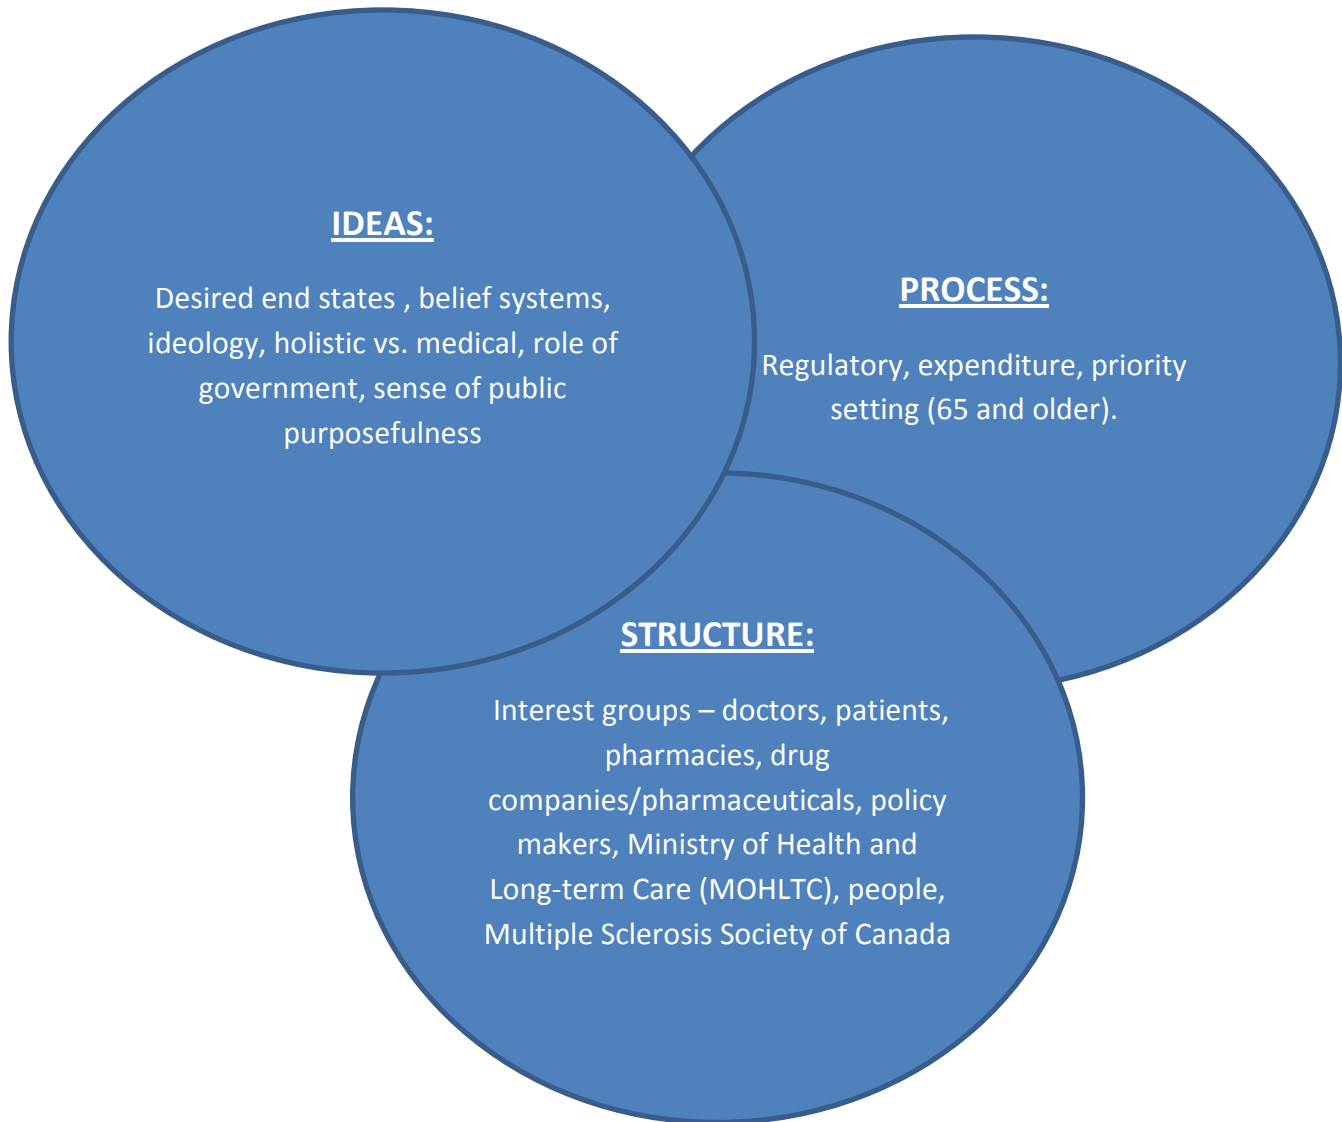 IDEAS:
Desired end states , belief systems,
ideology, holistic vs. medical, role of
government, sense of public
purposefulness
PROCESS:
Regulatory, expenditure, priority
setting (65 and older).
STRUCTURE:
Interest groups – doctors, patients,
pharmacies, drug
companies/pharmaceuticals, policy
makers, Ministry of Health and
Long-term Care (MOHLTC), people,
Multiple Sclerosis Society of Canada